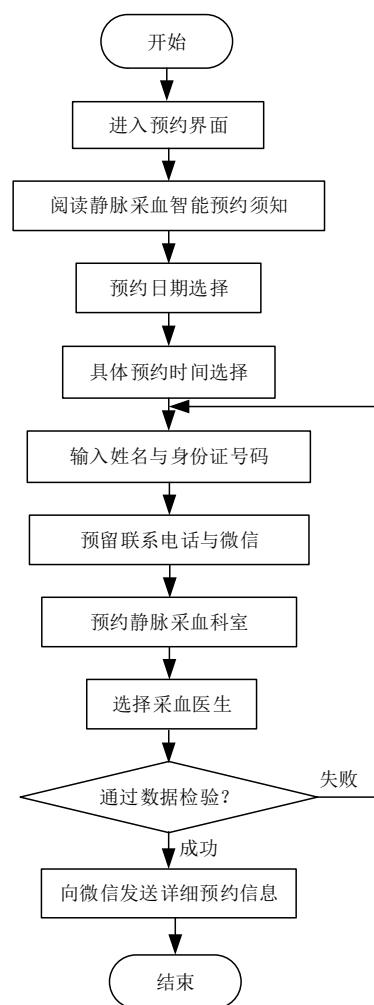 开始
进入预约界面
阅读静脉采血智能预约须知
预约日期选择
具体预约时间选择
输入姓名与身份证号码
预留联系电话与微信
预约静脉采血科室
选择采血医生
通过数据检验？
失败
成功
向微信发送详细预约信息
结束